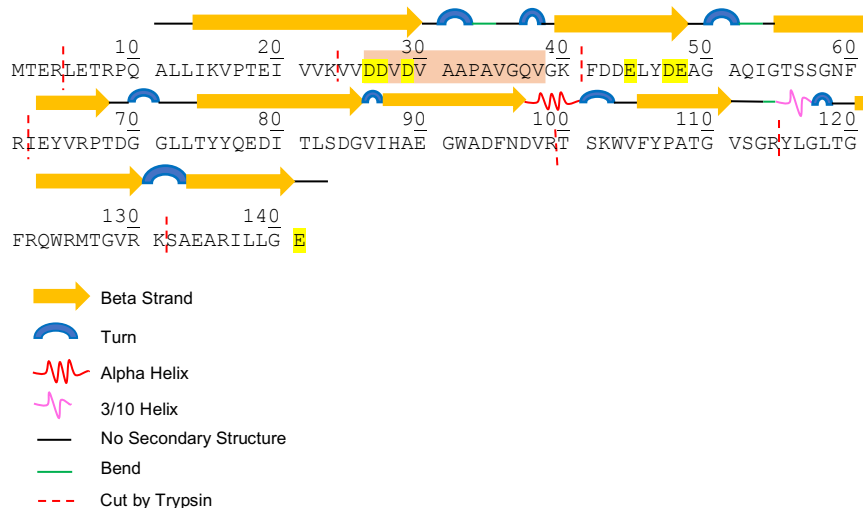 10 20 30 40 50 60
MTERLETRPQ ALLIKVPTEI VVKVVDDVDV AAPAVGQVGK FDDELYDEAG AQIGTSSGNF
70 80 90 100 110 120
RIEYVRPTDG GLLTYYQEDI TLSDGVIHAE GWADFNDVRT SKWVFYPATG VSGRYLGLTG
130 140
FRQWRMTGVR KSAEARILLG E
Beta Strand
Turn
Alpha Helix
3/10 Helix
No Secondary Structure
Bend
Cut by Trypsin